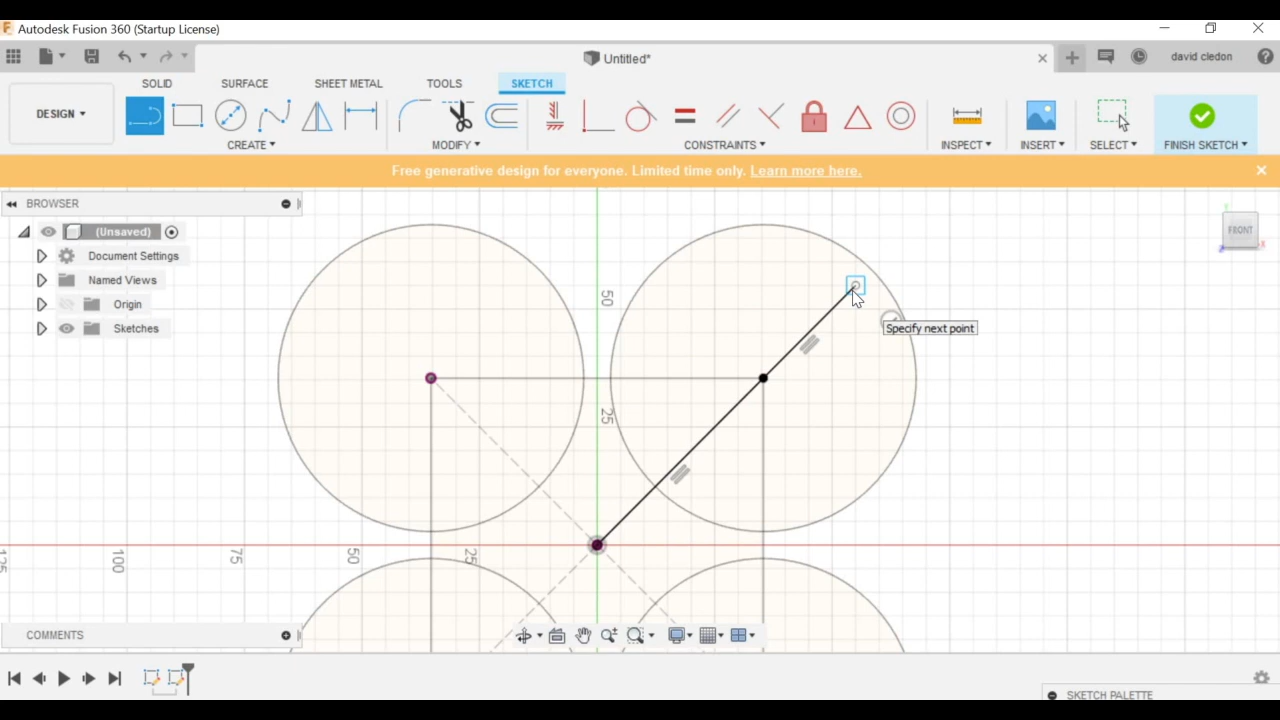 Autodesk Fusion 360 (Startup License)
Untitled*
david cledon
SOLID SURFACE SHEET METAL TOOLS SKETCH
DESIGN
CREATE MODIFY CONSTRAINTS INSPECT INSERT SELECT FINISH SKETCH
Free generative design for everyone. Limited time only. Learn more here.
BROWSER
(Unsaved)
Document Settings
Named Views
Origin
Sketches
FRONT
X
Y
50
25
Specify next point
125 100 75 50 25
COMMENTS
SKETCH PALETTE